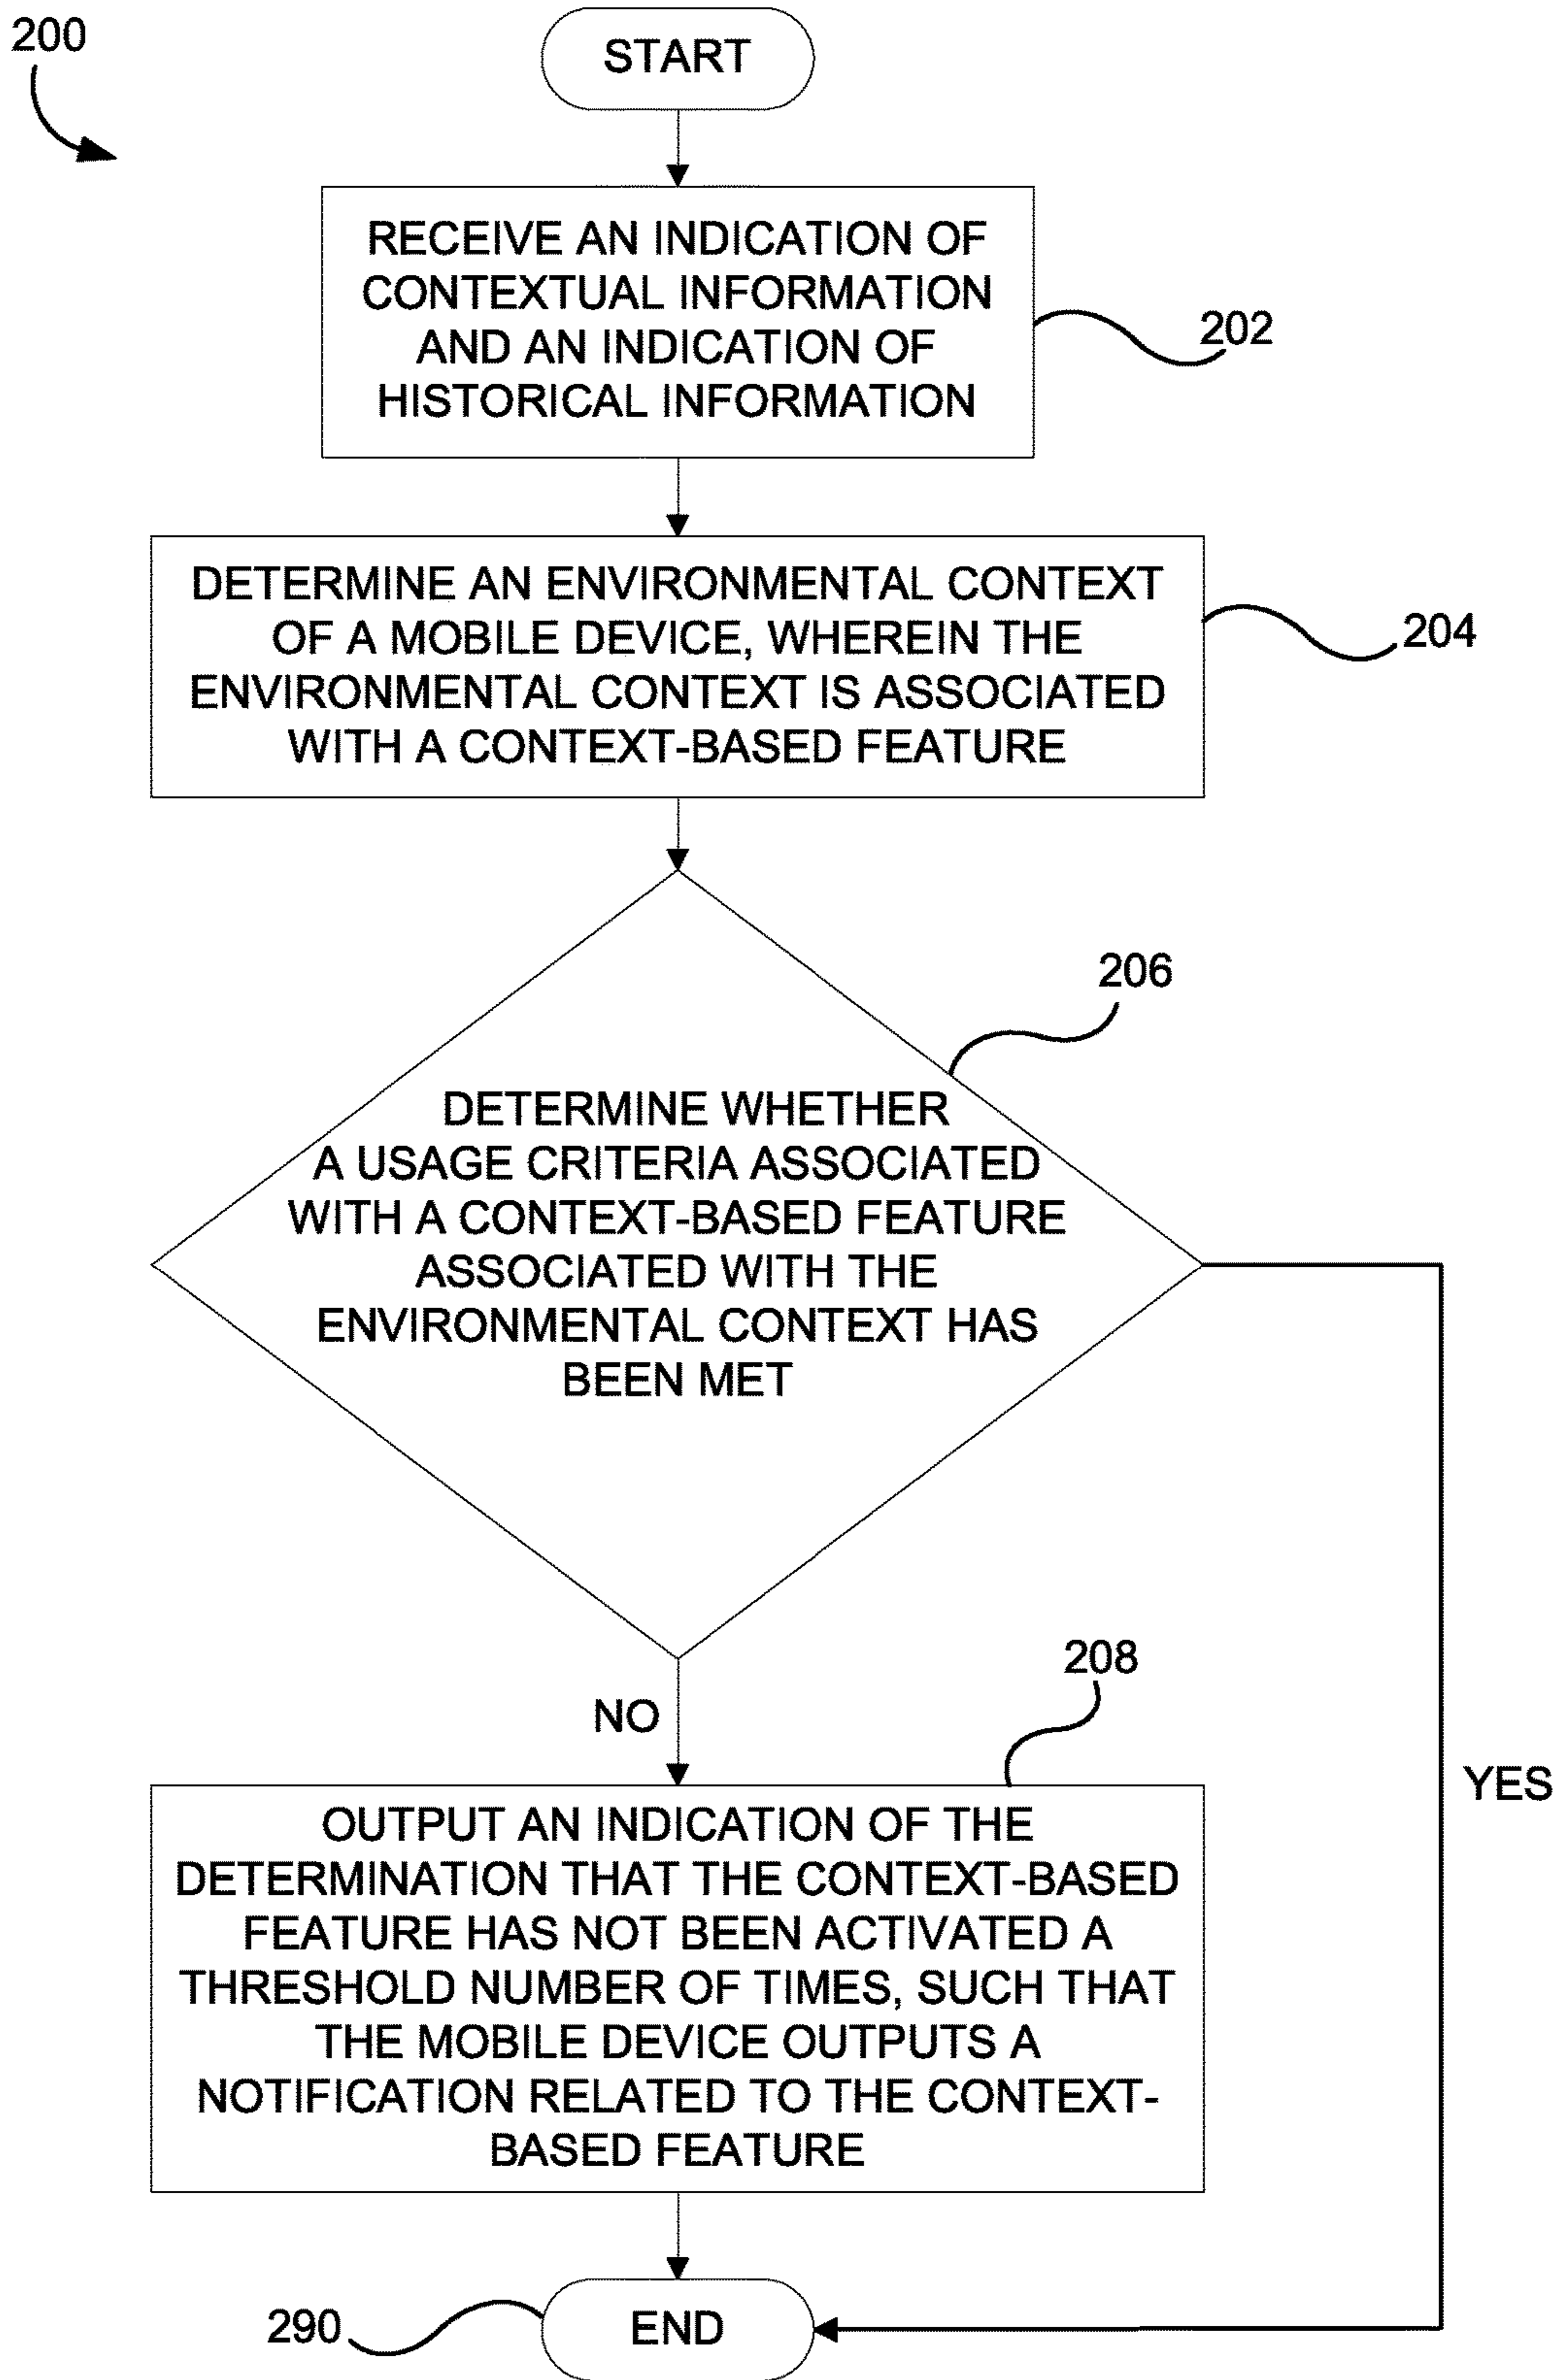 200
START
RECEIVE AN INDICATION OF
CONTEXTUAL INFORMATION
AND AN INDICATION OF
HISTORICAL INFORMATION
202
DETERMINE AN ENVIRONMENTAL CONTEXT
OF A MOBILE DEVICE, WHEREIN THE
ENVIRONMENTAL CONTEXT IS ASSOCIATED
WITH A CONTEXT-BASED FEATURE
204
206
DETERMINE WHETHER
A USAGE CRITERIA ASSOCIATED
WITH A CONTEXT-BASED FEATURE
ASSOCIATED WITH THE
ENVIRONMENTAL CONTEXT HAS
BEEN MET
208
NO
YES
OUTPUT AN INDICATION OF THE
DETERMINATION THAT THE CONTEXT-BASED
FEATURE HAS NOT BEEN ACTIVATED A
THRESHOLD NUMBER OF TIMES, SUCH THAT
THE MOBILE DEVICE OUTPUTS A
NOTIFICATION RELATED TO THE CONTEXT-
BASED FEATURE
290
END